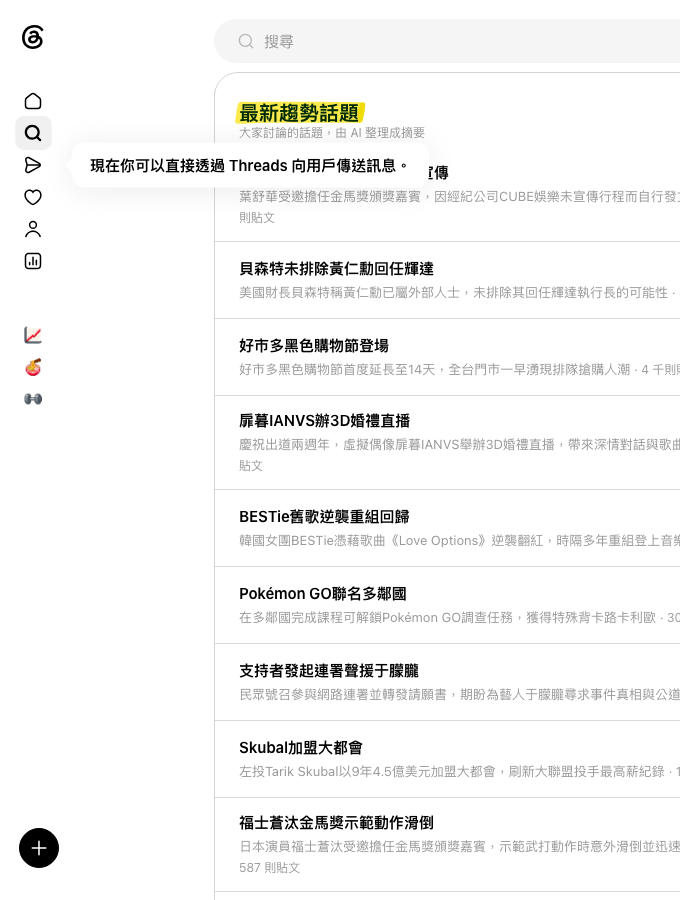 搜尋
最新趨勢話題
大家討論的話題，由 AI 整理成摘要
現在你可以直接透過 Threads 向用戶傳送訊息。
宣傳
葉舒華受邀擔任金馬獎頒獎嘉賓，因經紀公司CUBE娛樂未宣傳行程而自行發
則貼文
貝森特未排除黃仁勳回任輝達
美國財長貝森特稱黃仁勳已屬外部人士，未排除其回任輝達執行長的可能性 ·
好市多黑色購物節登場
好市多黑色購物節首度延長至14天，全台門市一早湧現排隊搶購人潮 · 4 千則
扉暮IANVS辦3D婚禮直播
慶祝出道兩週年，虛擬偶像扉暮IANVS舉辦3D婚禮直播，帶來深情對話與歌曲
貼文
BESTie舊歌逆襲重組回歸
韓國女團BESTie憑藉歌曲《Love Options》逆襲翻紅，時隔多年重組登上音樂
Pokémon GO聯名多鄰國
在多鄰國完成課程可解鎖Pokémon GO調查任務，獲得特殊背卡路卡利歐 · 30
支持者發起連署聲援于朦朧
民眾號召參與網路連署並轉發請願書，期盼為藝人于朦朧尋求事件真相與公道
Skubal加盟大都會
左投Tarik Skubal以9年4.5億美元加盟大都會，刷新大聯盟投手最高薪紀錄 · 1
福士蒼汰金馬獎示範動作滑倒
日本演員福士蒼汰受邀擔任金馬獎頒獎嘉賓，示範武打動作時意外滑倒並迅速
587 則貼文